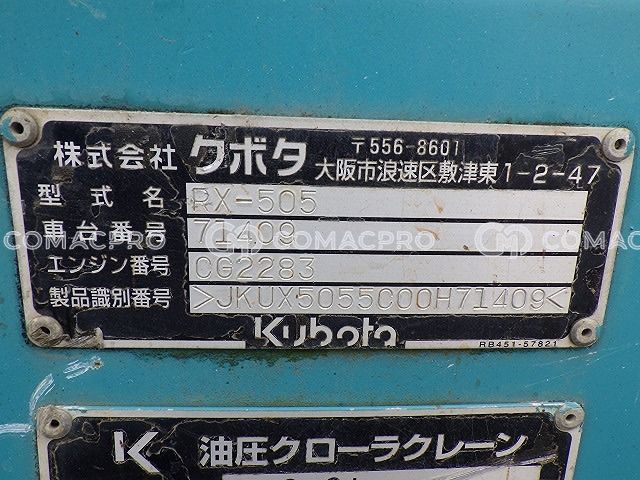 株式会社 クボタ 〒556-8601
大阪市浪速区敷津東1-2-47
型式名 RX-505
車台番号 71409
COMACPRO COMACPRO COMACPRO
エンジン番号 CG2283
製品識別番号 >JKUX5055C00H71409<
Kubota
RB451-57821
K 油圧クローラクレーン